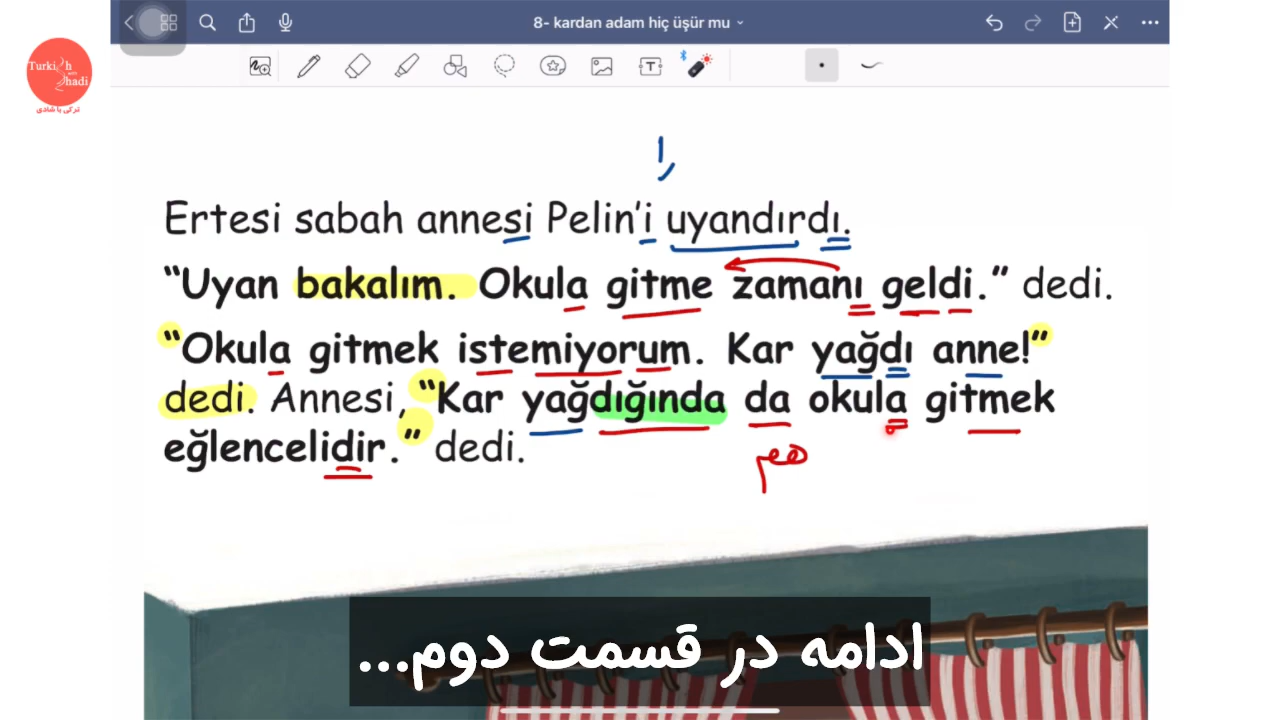 8- kardan adam hiç üşür mu
Turkish with Shadi
ترکی با شادی
را
Ertesi sabah annesi Pelin’i uyandırdı.
“Uyan bakalım. Okula gitme zamanı geldi.” dedi.
“Okula gitmek istemiyorum. Kar yağdı anne!”
dedi. Annesi, “Kar yağdığında da okula gitmek
eğlencelidir.” dedi.
هم
ادامه در قسمت دوم...